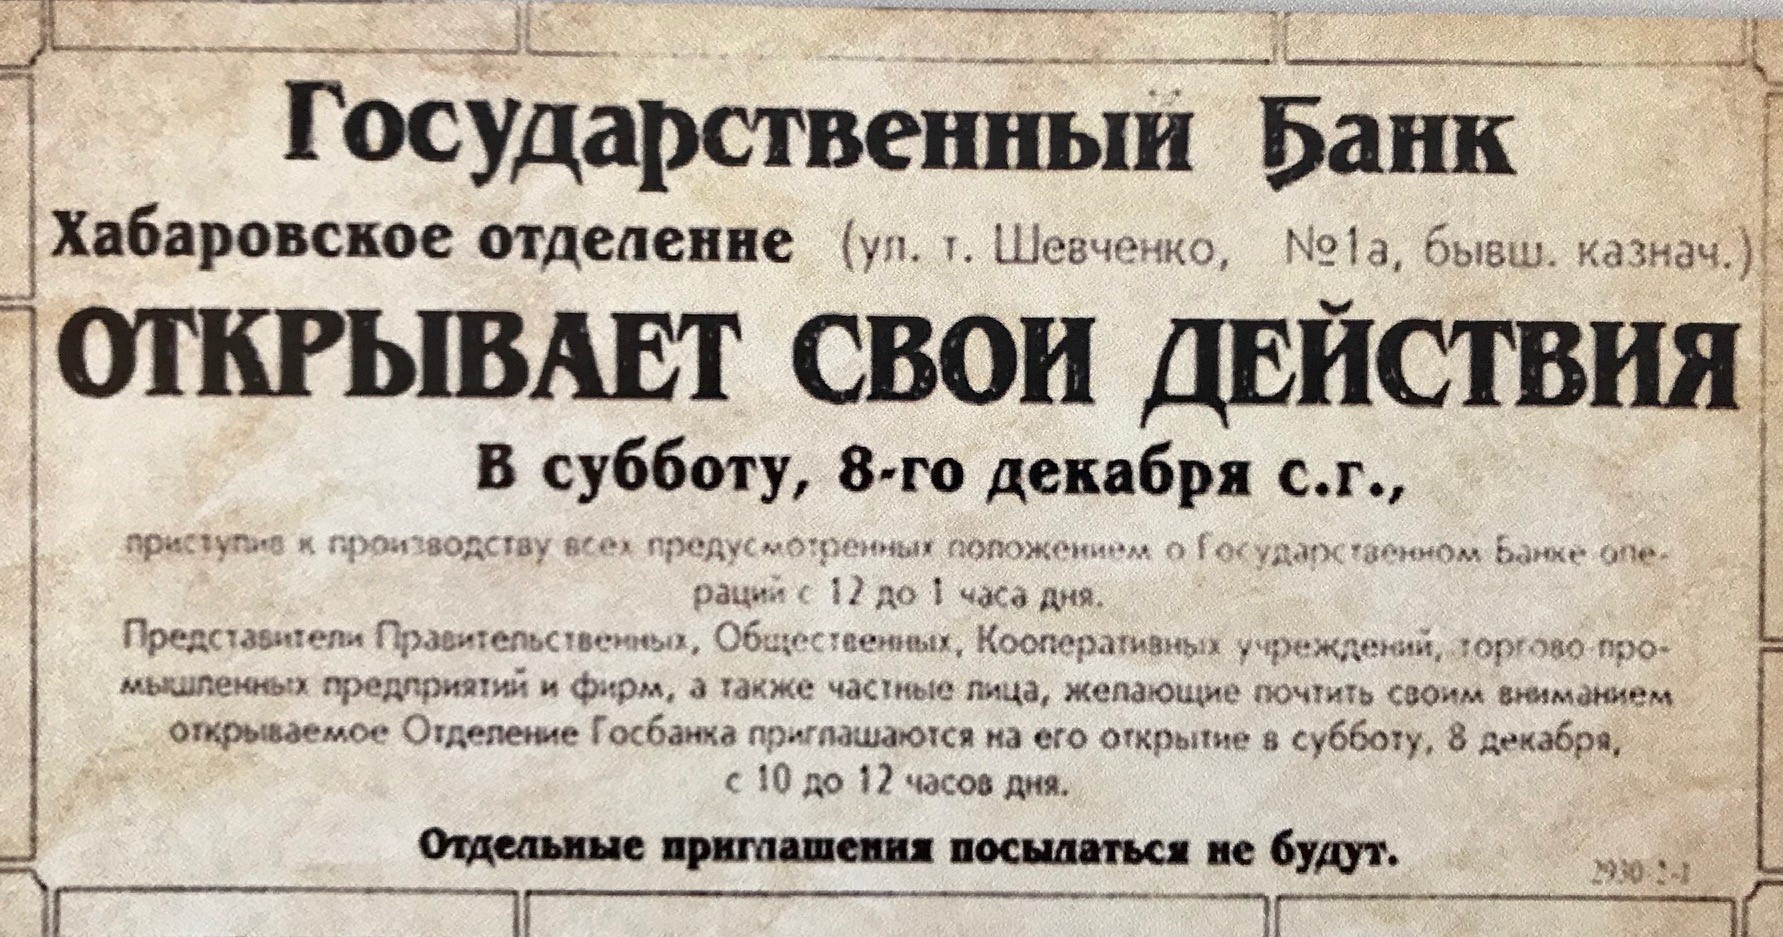 Государственный Банк
Хабаровское отделение (ул. т. Шевченко, №1а, бывш. казнач.)
ОТКРЫВАЕТ СВОИ ДЕЙСТВИЯ
В субботу, 8-го декабря с.г.,
приступив к производству всех предусмотренных положением о Государственном Банке опе-
раций с 12 до 1 часа дня.
Представители Правительственных, Общественных, Кооперативных учреждений, торгово-про-
мышленных предприятий и фирм, а также частные лица, желающие почтить своим вниманием
открываемое Отделение Госбанка приглашаются на его открытие в субботу, 8 декабря,
с 10 до 12 часов дня.
Отдельные приглашения посылаться не будут.
2930-2-1